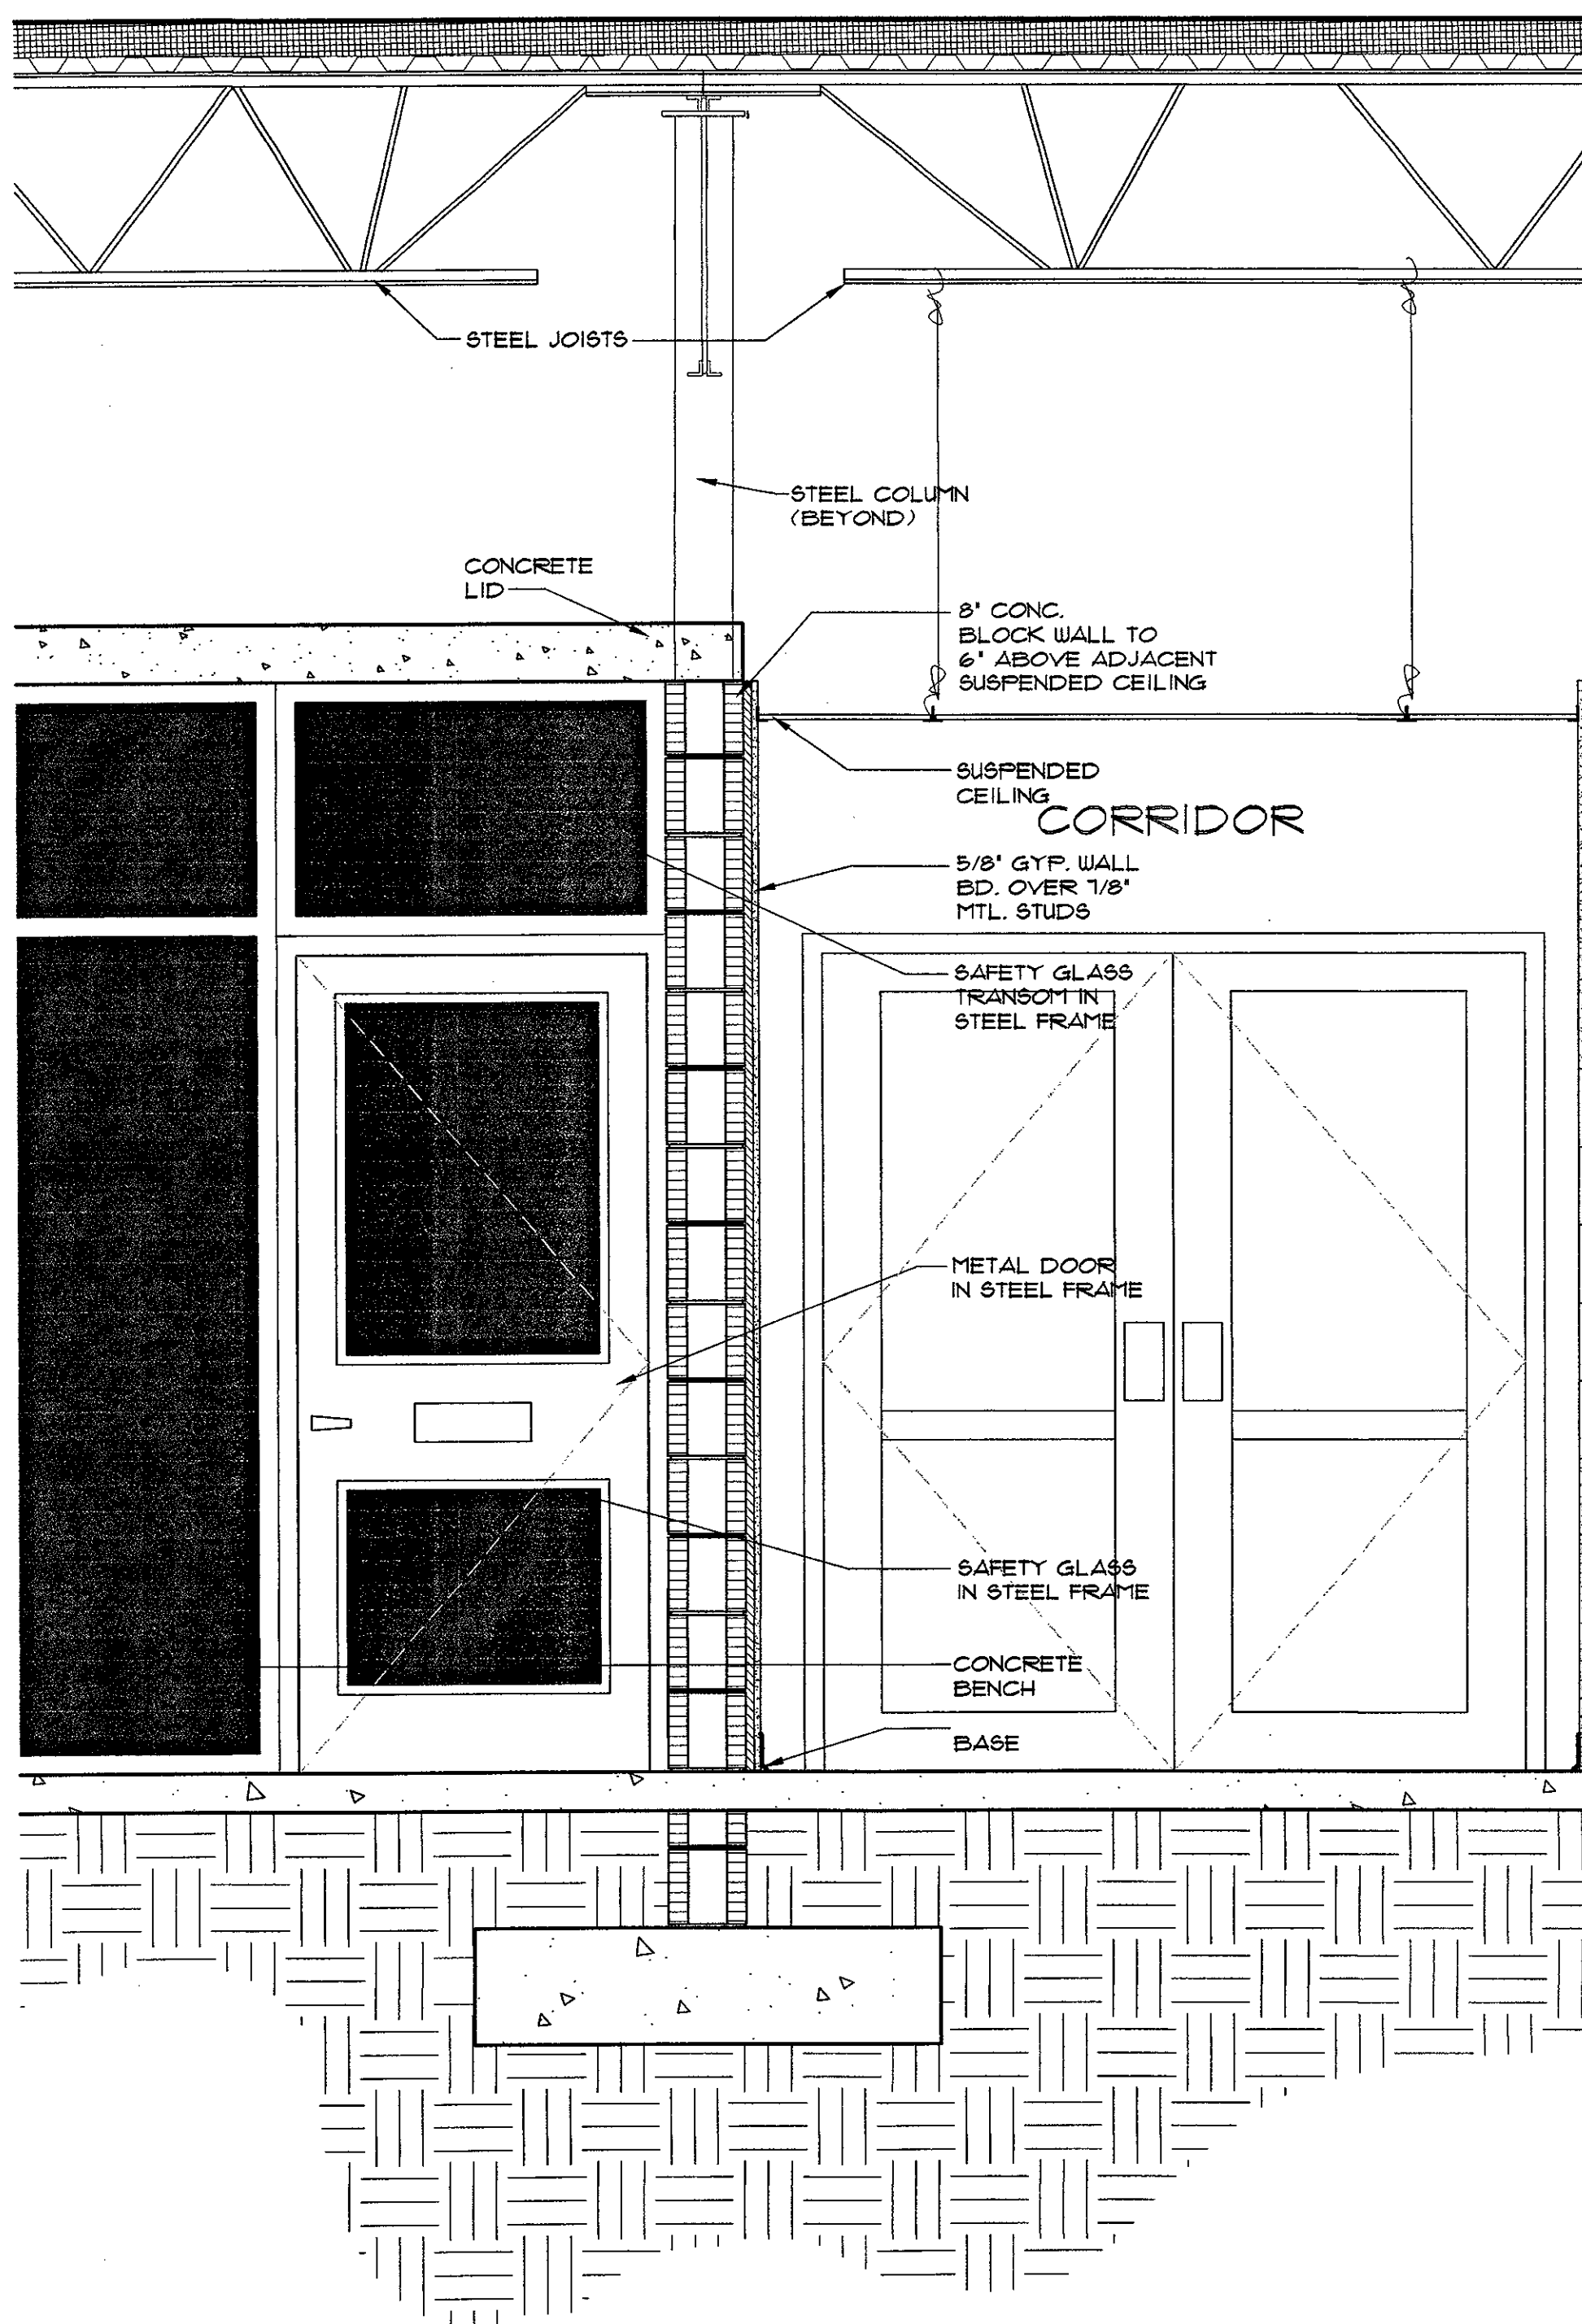 STEEL JOISTS
STEEL COLUMN
(BEYOND)
CONCRETE
LID
8" CONC.
BLOCK WALL TO
6" ABOVE ADJACENT
SUSPENDED CEILING
SUSPENDED
CEILING
CORRIDOR
5/8" GYP. WALL
BD. OVER 7/8"
MTL. STUDS
SAFETY GLASS
TRANSOM IN
STEEL FRAME
METAL DOOR
IN STEEL FRAME
SAFETY GLASS
IN STEEL FRAME
CONCRETE
BENCH
BASE